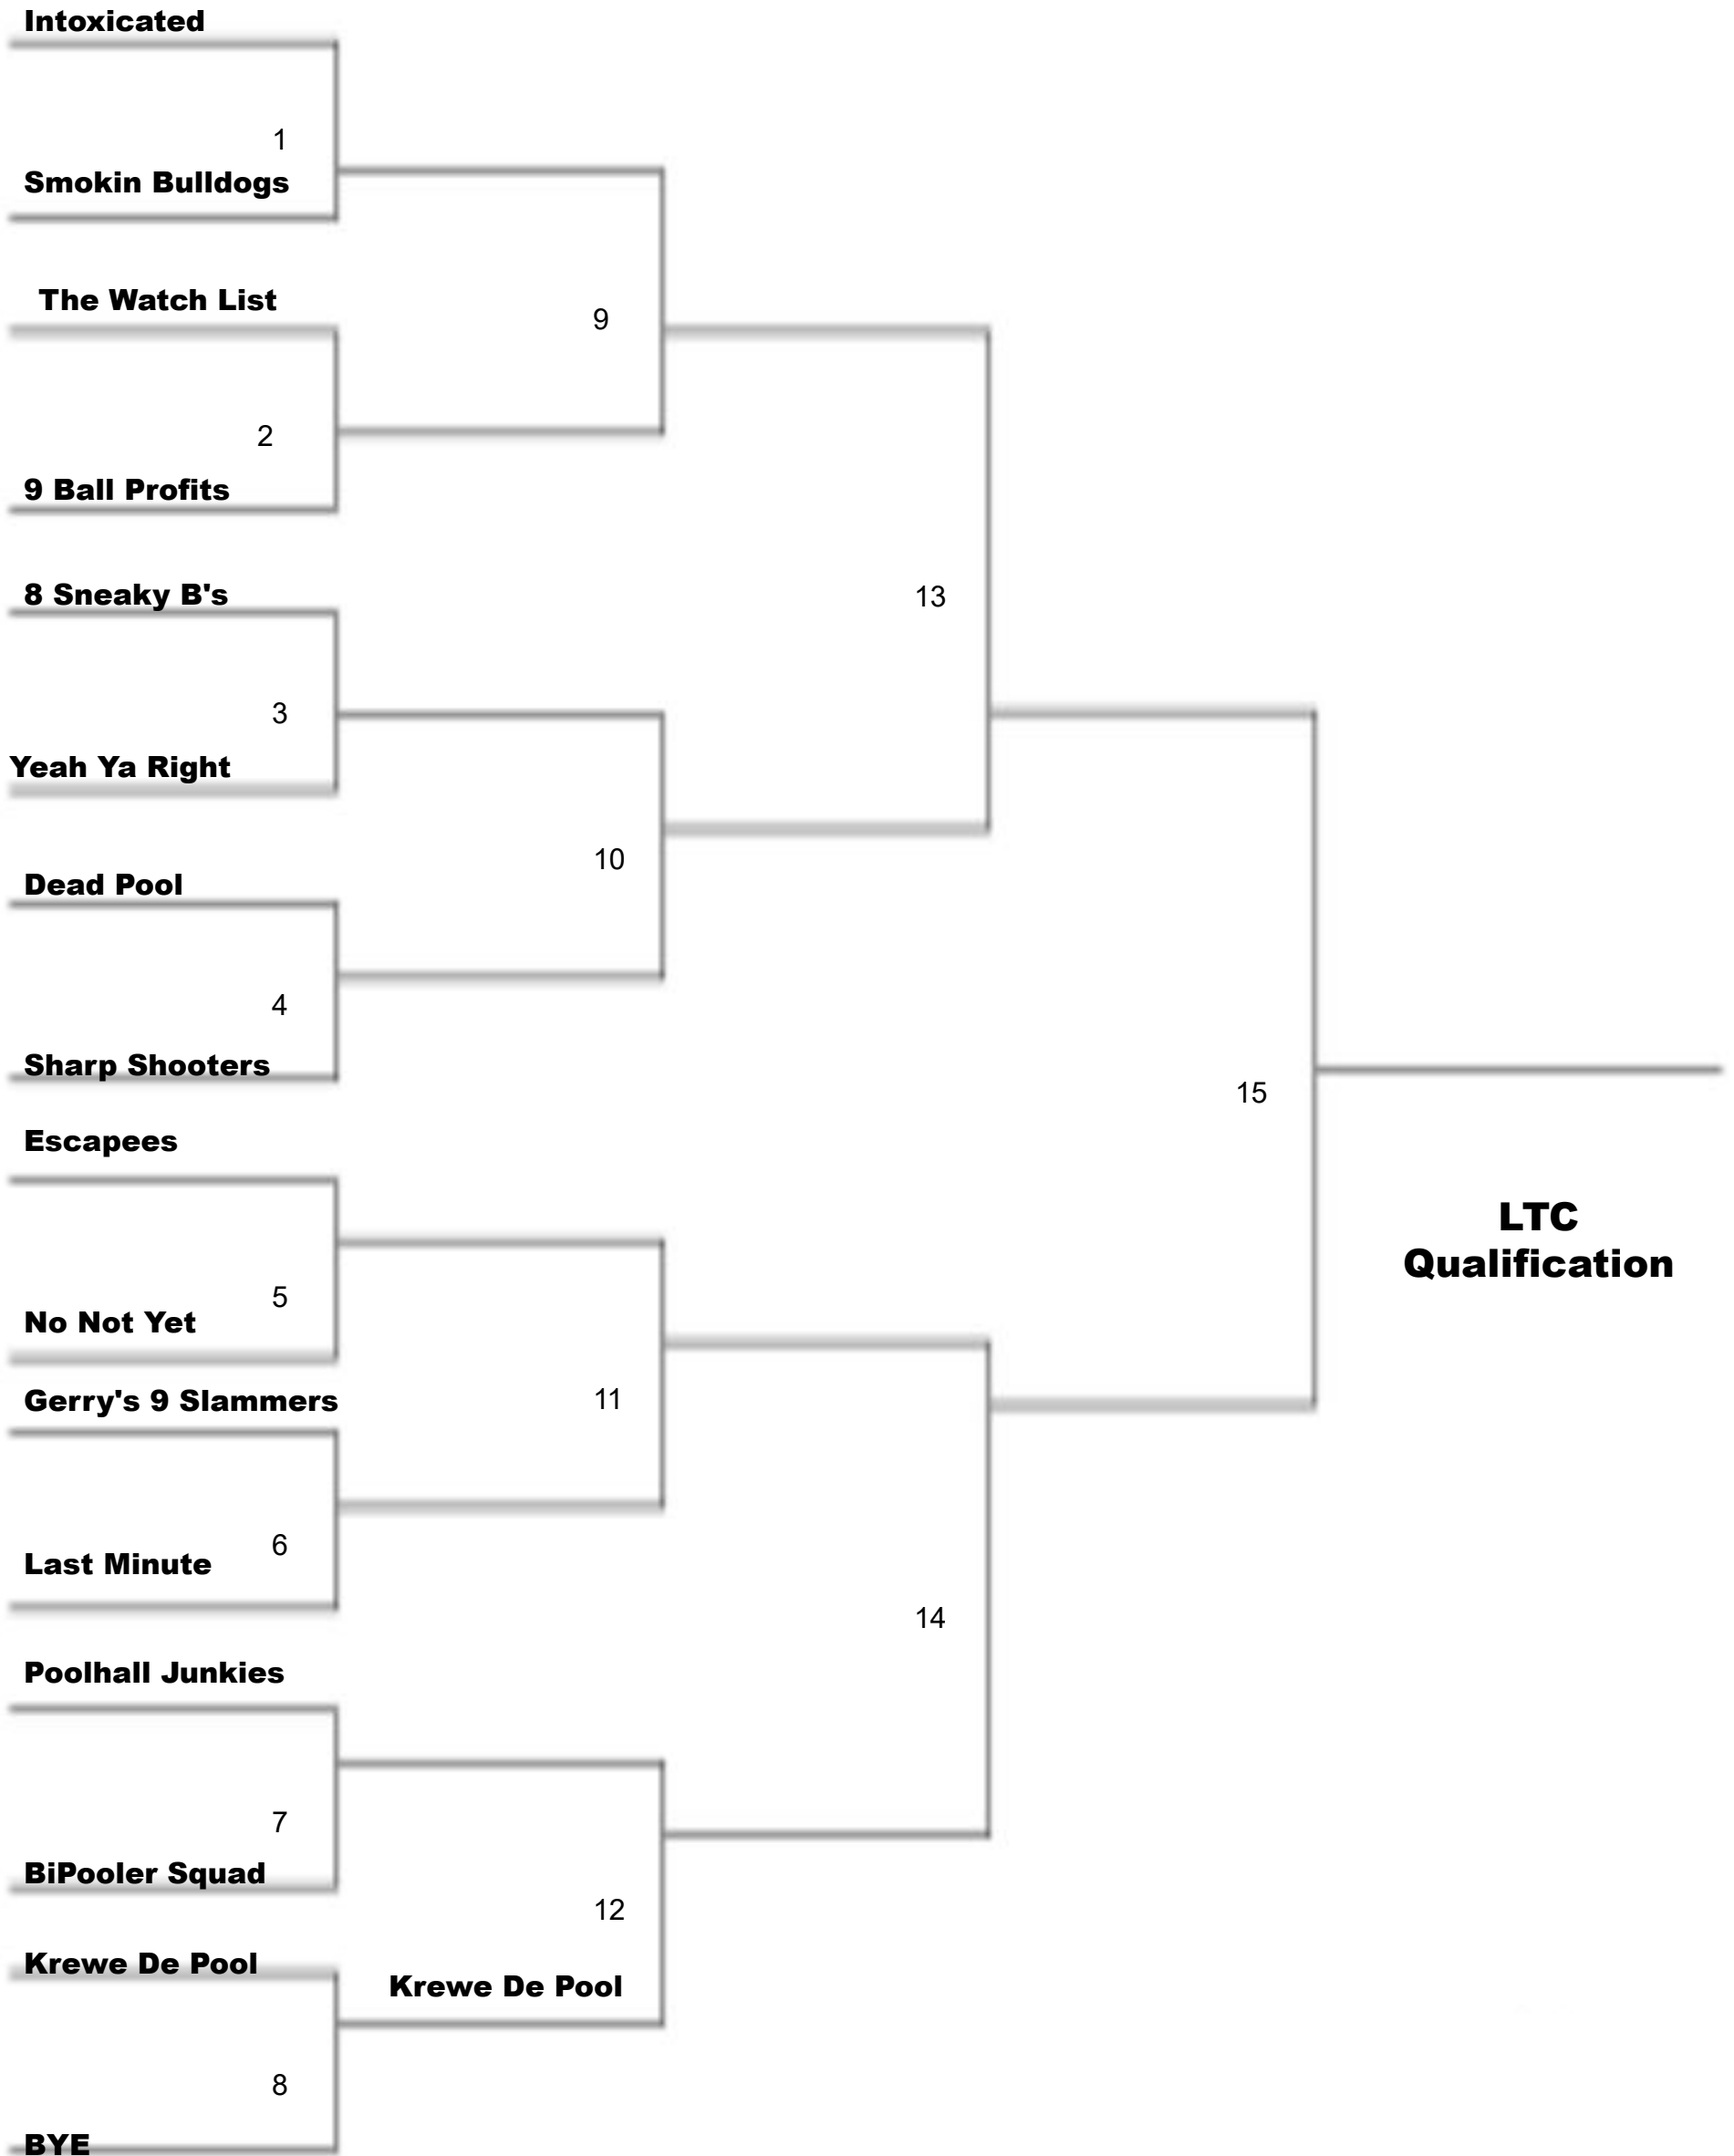 Intoxicated
1
Smokin Bulldogs
The Watch List
9
2
9 Ball Profits
8 Sneaky B's
13
3
Yeah Ya Right
10
Dead Pool
4
Sharp Shooters
15
Escapees
LTC
Qualification
5
No Not Yet
Gerry's 9 Slammers
11
6
Last Minute
14
Poolhall Junkies
7
BiPooler Squad
12
Krewe De Pool
Krewe De Pool
8
BYE